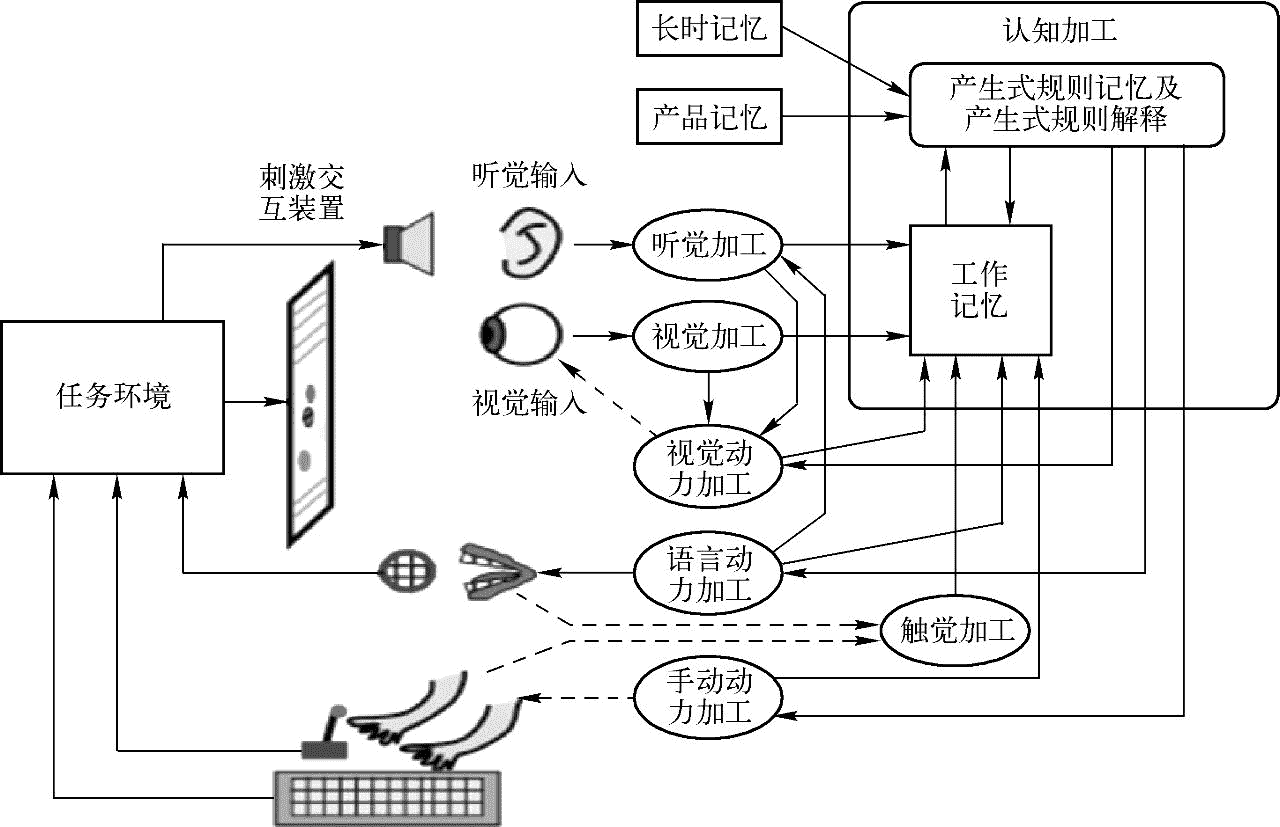 长时记忆
认知加工
产品记忆
产生式规则记忆及
产生式规则解释
刺激交
互装置
听觉输入
听觉加工
工作
记忆
视觉加工
任务环境
视觉输入
视觉动
力加工
语言动
力加工
触觉加工
手动动
力加工